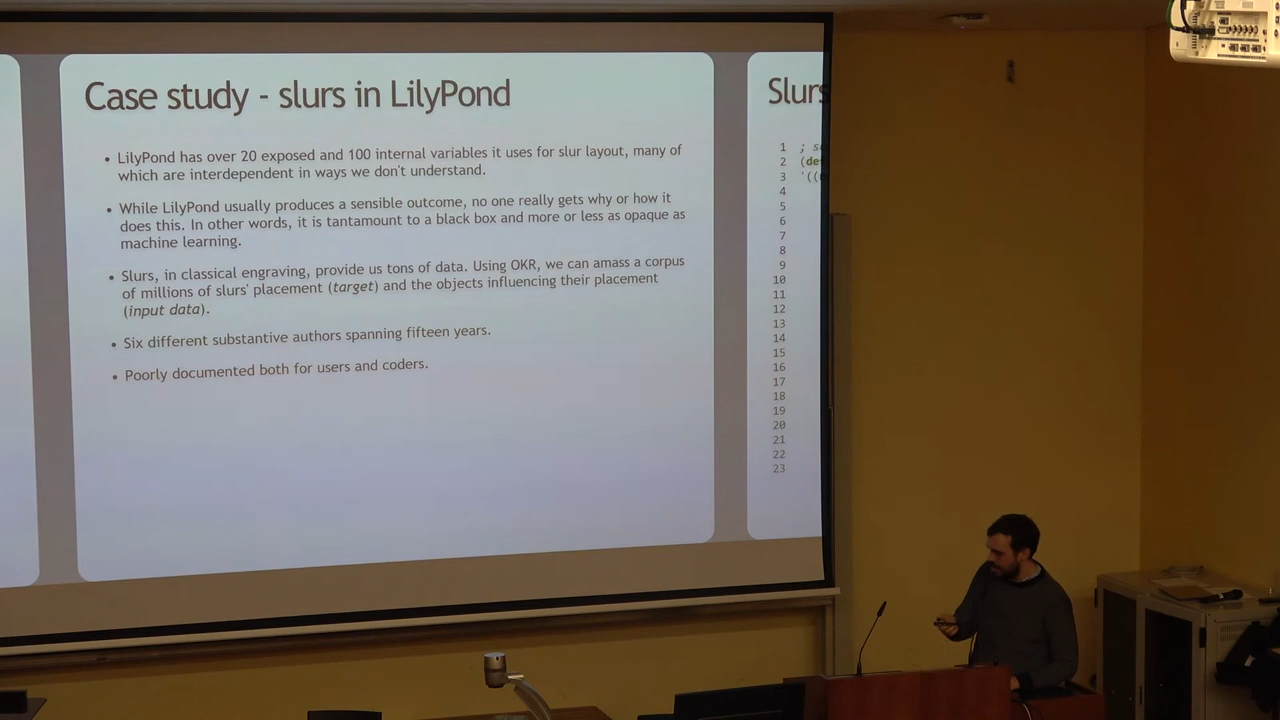 Case study - slurs in LilyPond
• LilyPond has over 20 exposed and 100 internal variables it uses for slur layout, many of
which are interdependent in ways we don't understand.
• While LilyPond usually produces a sensible outcome, no one really gets why or how it
does this. In other words, it is tantamount to a black box and more or less as opaque as
machine learning.
• Slurs, in classical engraving, provide us tons of data. Using OKR, we can amass a corpus
of millions of slurs' placement (target) and the objects influencing their placement
(input data).
• Six different substantive authors spanning fifteen years.
• Poorly documented both for users and coders.
Slurs
1 ;
2 (de
3 '((
4
5
6
7
8
9
10
11
12
13
14
15
16
17
18
19
20
21
22
23